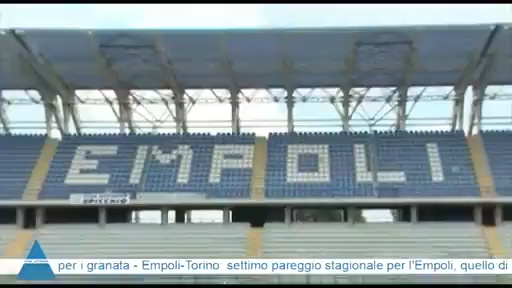 EMPOLI
per i granata - Empoli-Torino settimo pareggio stagionale per l'Empoli, quello di